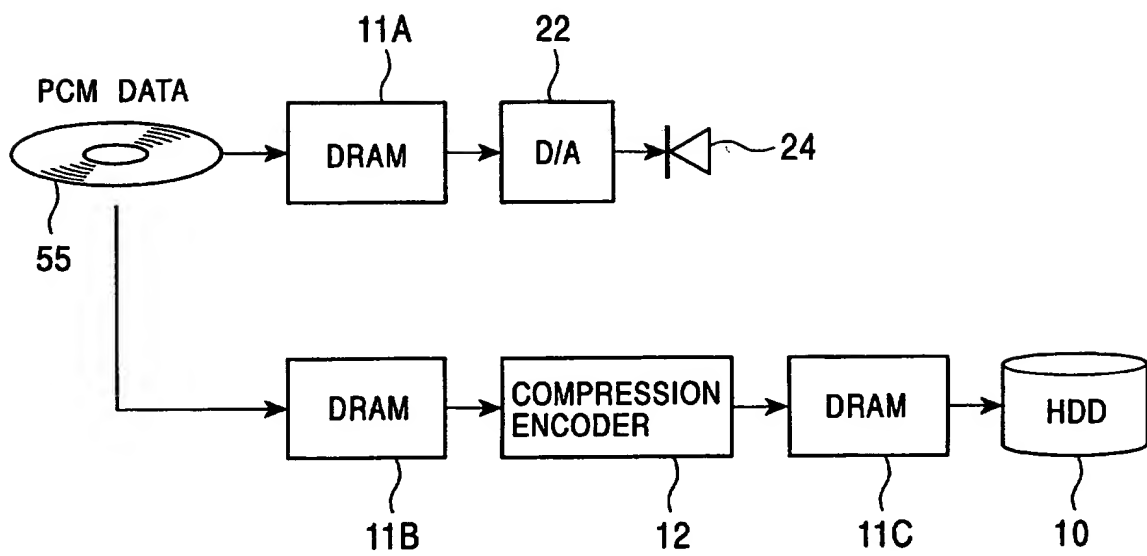 11A
22
PCM DATA
DRAM
D/A
24
55
DRAM
COMPRESSION
ENCODER
DRAM
HDD
11B
12
11C
10